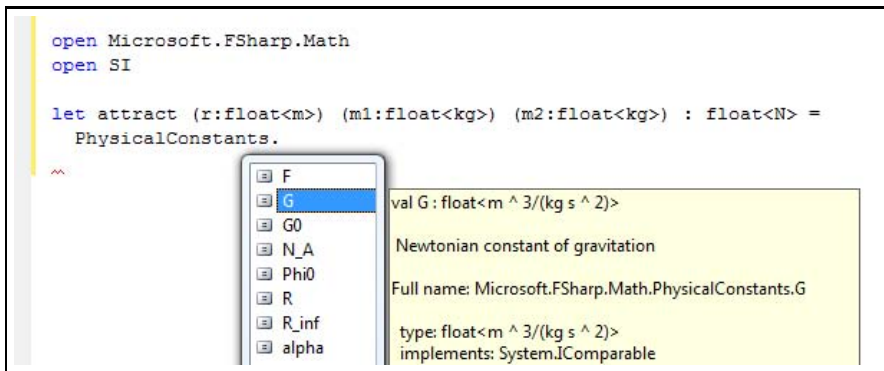 open Microsoft.FSharp.Math
open SI
let attract (r:float<m>) (m1:float<kg>) (m2:float<kg>) : float<N> =
PhysicalConstants.
F
G
G0
N_A
Phi0
R
R_inf
alpha
val G : float<m ^ 3/(kg s ^ 2)>
Newtonian constant of gravitation
Full name: Microsoft.FSharp.Math.PhysicalConstants.G
type: float<m ^ 3/(kg s ^ 2)>
implements: System.IComparable